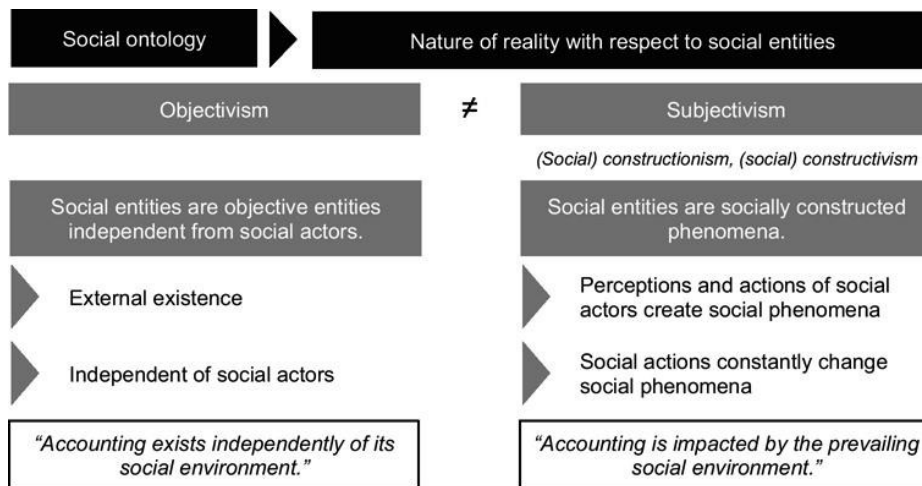 Social ontology
Nature of reality with respect to social entities
Objectivism
≠
Subjectivism
(Social) constructionism, (social) constructivism
Social entities are objective entities
independent from social actors.
Social entities are socially constructed
phenomena.
External existence
Perceptions and actions of social
actors create social phenomena
Independent of social actors
Social actions constantly change
social phenomena
“Accounting exists independently of its
social environment.”
“Accounting is impacted by the prevailing
social environment.”